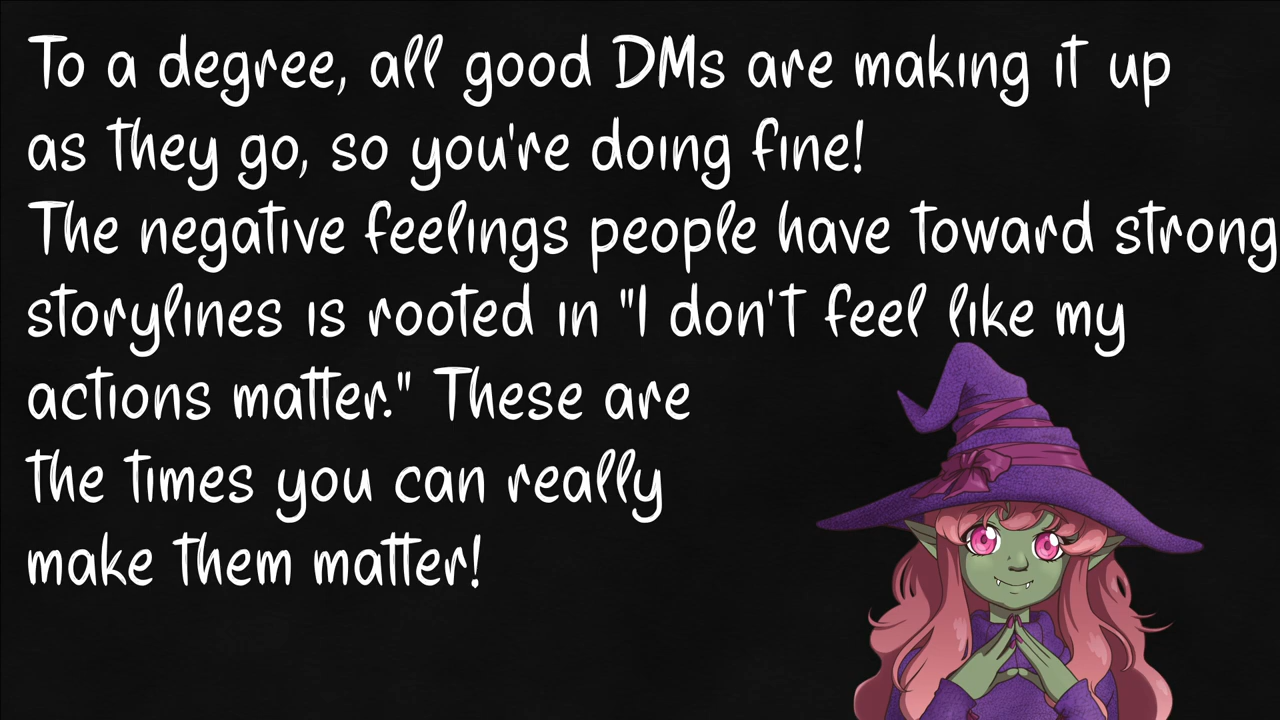 To a degree, all good DMs are making it up
as they go, so you're doing fine!
The negative feelings people have toward strong
storylines is rooted in "I don't feel like my
actions matter." These are
the times you can really
make them matter!